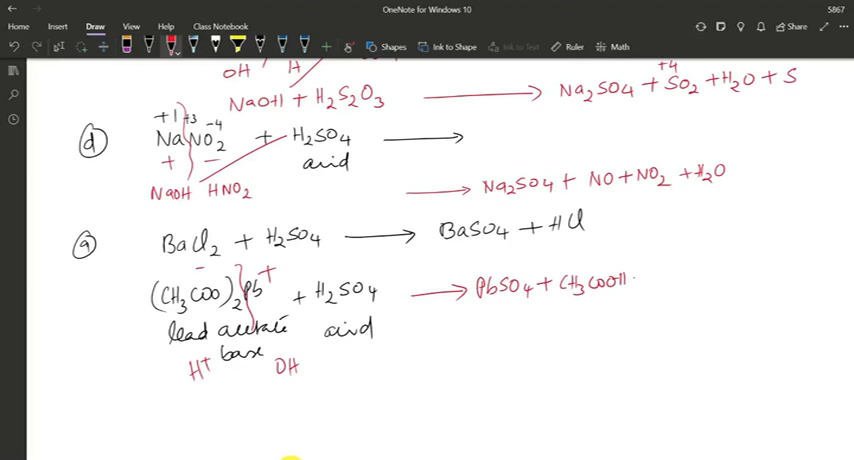 OneNote for Windows 10
5867
Home Insert Draw View Help Class Notebook Share
Shapes Ink to Shape Ink to Text Ruler Math
OH H
NaOH + H2S2O3 → Na2SO4 + SO2 + H2O + S
+4
+1 +3 -4
(d) NaNO2 + H2SO4 →
+ - acid
NaOH HNO2 → Na2SO4 + NO + NO2 + H2O
(9) BaCl2 + H2SO4 → BaSO4 + HCl
- +
(CH3COO)2Pb + H2SO4 → PbSO4 + CH3COOH.
lead acetate acid
base
H+ OH